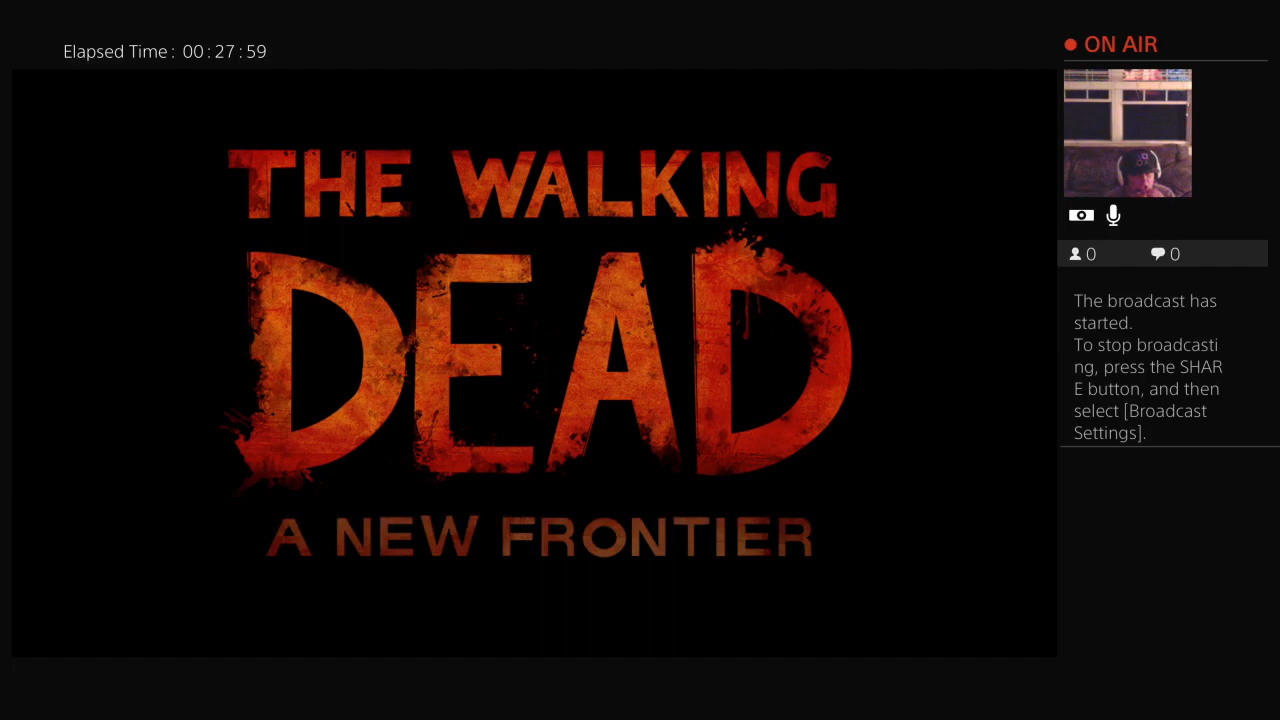 Elapsed Time : 00:27:59
ON AIR
THE WALKING
DEAD
A NEW FRONTIER
0 0
The broadcast has
started.
To stop broadcasti
ng, press the SHAR
E button, and then
select [Broadcast
Settings].